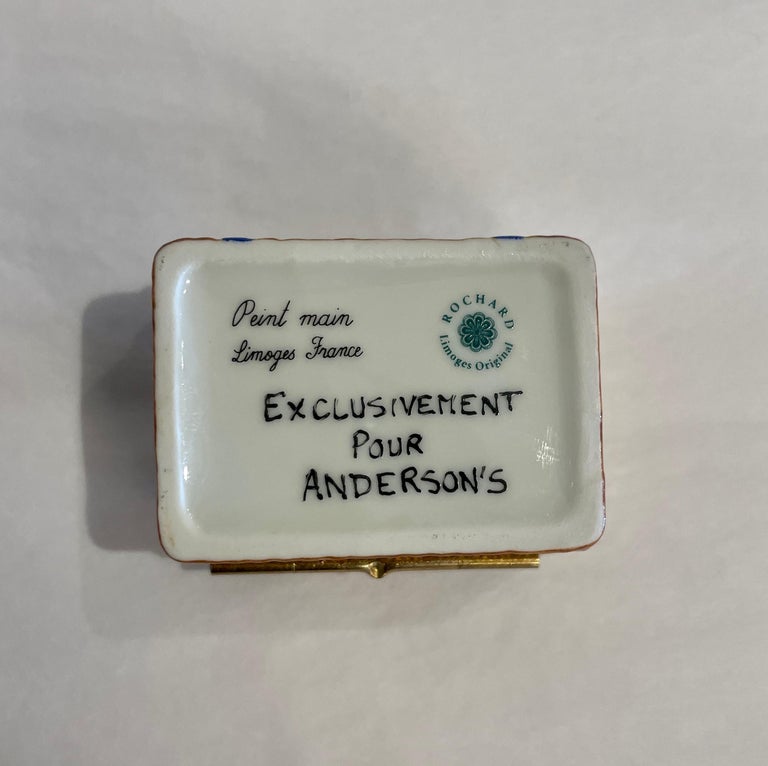 Peint main
Limoges France
ROCHARD
Limoges Original
EXCLUSIVEMENT
POUR
ANDERSON'S